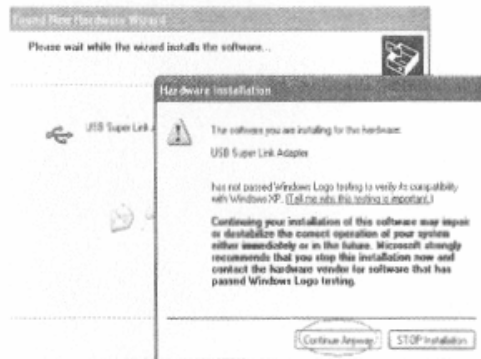 Found New Hardware Wizard
Please wait while the wizard installs the software...
USB Super Link
Hardware Installation
The software you are installing for this hardware:
USB Super Link Adapter
has not passed Windows Logo testing to verify its compatibility
with Windows XP. (Tell me why this testing is important.)
Continuing your installation of this software may impair
or destabilize the correct operation of your system
either immediately or in the future. Microsoft strongly
recommends that you stop this installation now and
contact the hardware vendor for software that has
passed Windows Logo testing.
Continue Anyway
STOP Installation